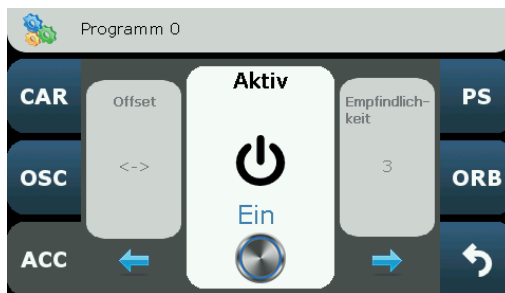 Programm 0
CAR
OSC
ACC
Offset
<->
Aktiv
Ein
Empfindlich-
keit
3
PS
ORB